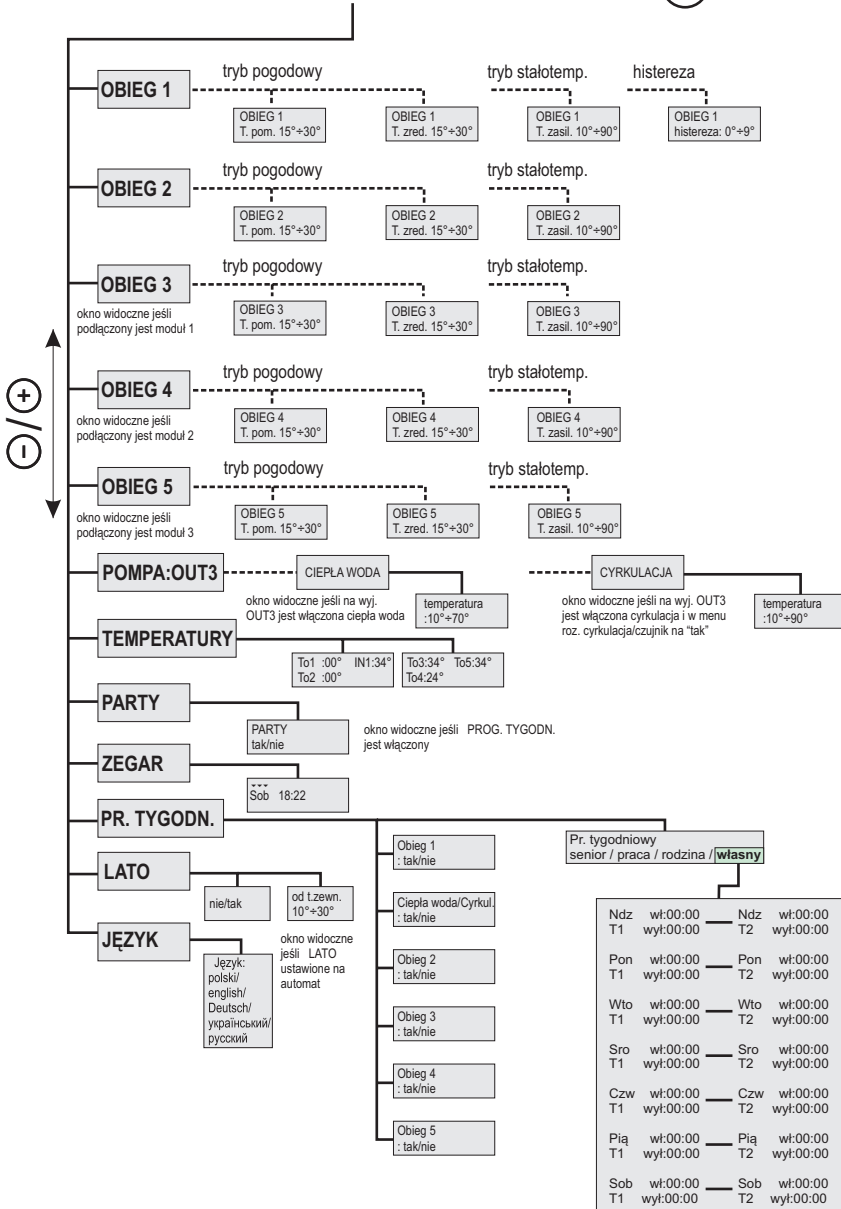 tryb pogodowy tryb stałotemp. histereza
OBIEG 1
OBIEG 1 OBIEG 1 OBIEG 1 OBIEG 1
T. pom. 15°÷30° T. zred. 15°÷30° T. zasil. 10°÷90° histereza: 0°÷9°
tryb pogodowy tryb stałotemp.
OBIEG 2
OBIEG 2 OBIEG 2 OBIEG 2
T. pom. 15°÷30° T. zred. 15°÷30° T. zasil. 10°÷90°
tryb pogodowy tryb stałotemp.
OBIEG 3
okno widoczne jeśli
podłączony jest moduł 1
OBIEG 3 OBIEG 3 OBIEG 3
T. pom. 15°÷30° T. zred. 15°÷30° T. zasil. 10°÷90°
+
/
−
tryb pogodowy tryb stałotemp.
OBIEG 4
okno widoczne jeśli
podłączony jest moduł 2
OBIEG 4 OBIEG 4 OBIEG 4
T. pom. 15°÷30° T. zred. 15°÷30° T. zasil. 10°÷90°
tryb pogodowy tryb stałotemp.
OBIEG 5
okno widoczne jeśli
podłączony jest moduł 3
OBIEG 5 OBIEG 5 OBIEG 5
T. pom. 15°÷30° T. zred. 15°÷30° T. zasil. 10°÷90°
POMPA:OUT3 CIEPŁA WODA CYRKULACJA
okno widoczne jeśli na wyj.
OUT3 jest włączona ciepła woda
temperatura
:10°÷70°
okno widoczne jeśli na wyj. OUT3
jest włączona cyrkulacja i w menu
roz. cyrkulacja/czujnik na “tak”
temperatura
:10°÷90°
TEMPERATURY
To1 :00° IN1:34°
To2 :00°
To3:34° To5:34°
To4:24°
PARTY
PARTY
tak/nie
okno widoczne jeśli PROG. TYGODN.
jest włączony
ZEGAR
Sob 18:22
PR. TYGODN.
Obieg 1
: tak/nie
Ciepła woda/Cyrkul.
: tak/nie
Obieg 2
: tak/nie
Obieg 3
: tak/nie
Obieg 4
: tak/nie
Obieg 5
: tak/nie
Pr. tygodniowy
senior / praca / rodzina / własny
Ndz wł:00:00 Ndz wł:00:00
T1 wył:00:00 T2 wył:00:00
Pon wł:00:00 Pon wł:00:00
T1 wył:00:00 T2 wył:00:00
Wto wł:00:00 Wto wł:00:00
T1 wył:00:00 T2 wył:00:00
Sro wł:00:00 Sro wł:00:00
T1 wył:00:00 T2 wył:00:00
Czw wł:00:00 Czw wł:00:00
T1 wył:00:00 T2 wył:00:00
Pią wł:00:00 Pią wł:00:00
T1 wył:00:00 T2 wył:00:00
Sob wł:00:00 Sob wł:00:00
T1 wył:00:00 T2 wył:00:00
LATO
nie/tak
od t.zewn.
10°÷30°
okno widoczne
jeśli LATO
ustawione na
automat
JĘZYK
Język:
polski/
english/
Deutsch/
український/
русский